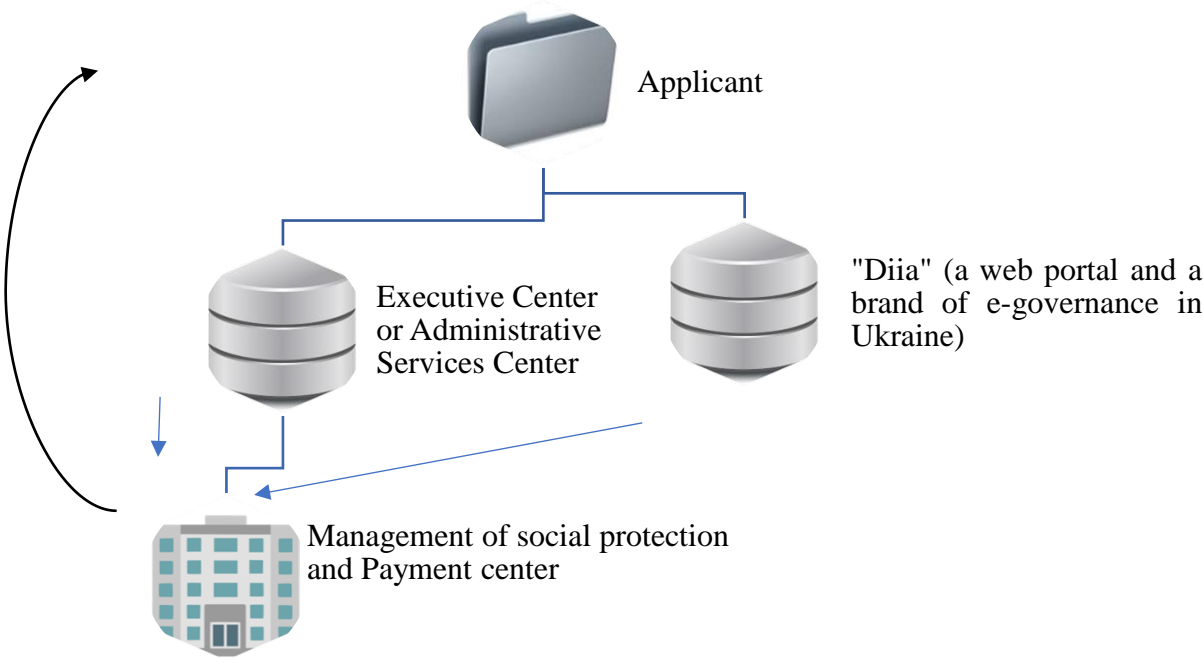 Applicant
Executive Center
or Administrative
Services Center
"Diia" (a web portal and a
brand of e-governance in
Ukraine)
Management of social protection
and Payment center